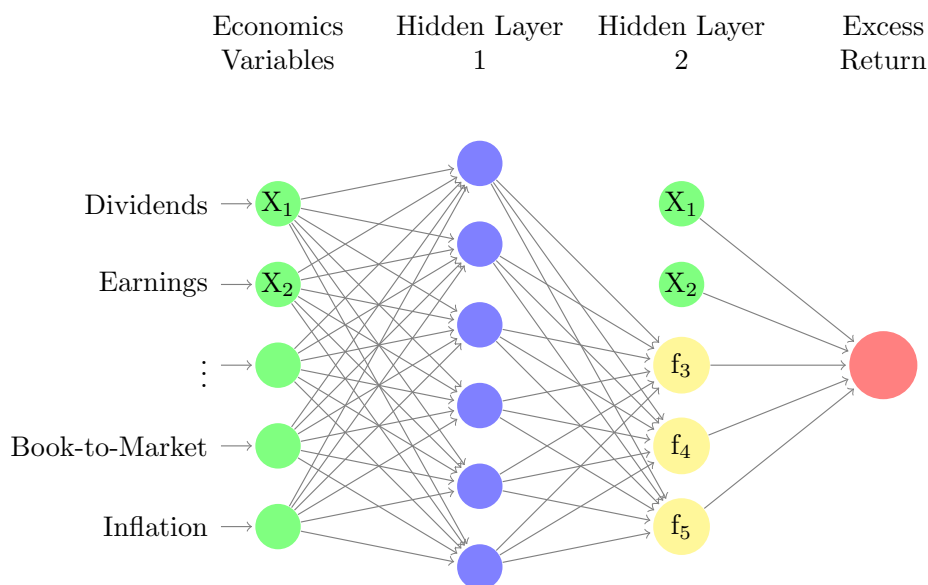 Economics
Variables
Hidden Layer
1
Hidden Layer
2
Excess
Return
Dividends
X₁
X₁
Earnings
X₂
X₂
⋮
f₃
Book-to-Market
f₄
Inflation
f₅